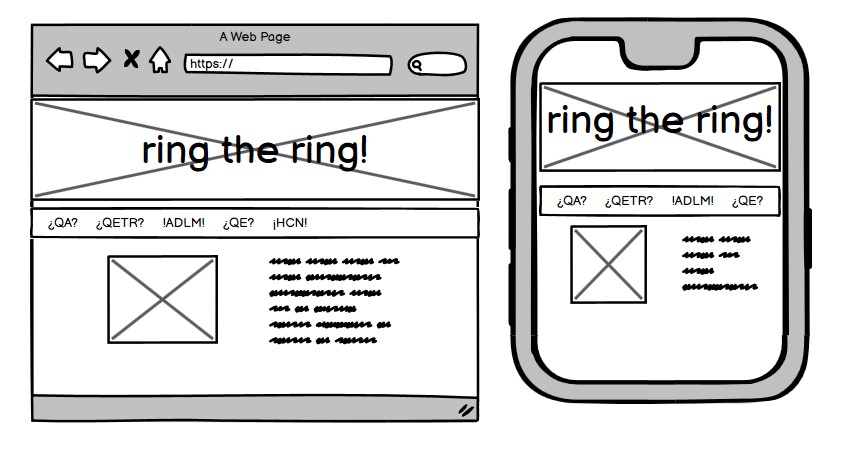 A Web Page
https://
ring the ring!
¿QA? ¿QETR? !ADLM! ¿QE? ¡HCN!
ring the ring!
¿QA? ¿QETR? !ADLM! ¿QE?